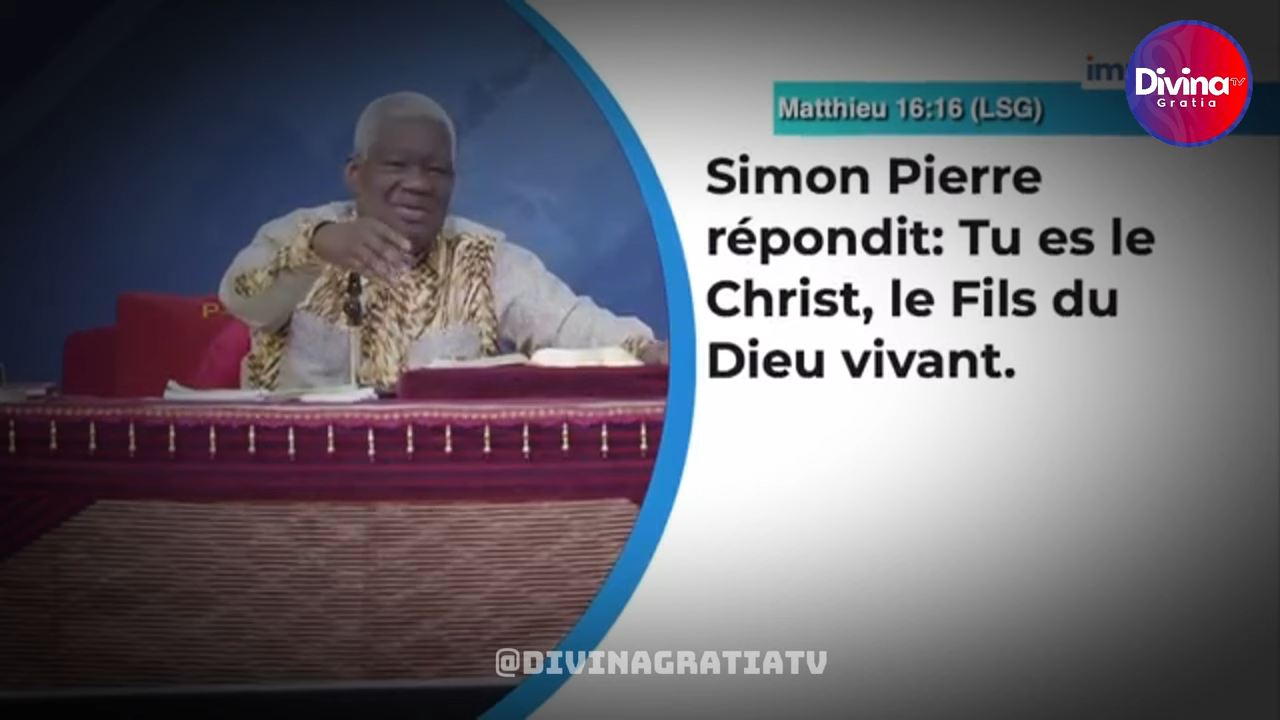 Divina TV
Gratia
Matthieu 16:16 (LSG)
Simon Pierre
répondit: Tu es le
Christ, le Fils du
Dieu vivant.
@DIVINAGRATIATV